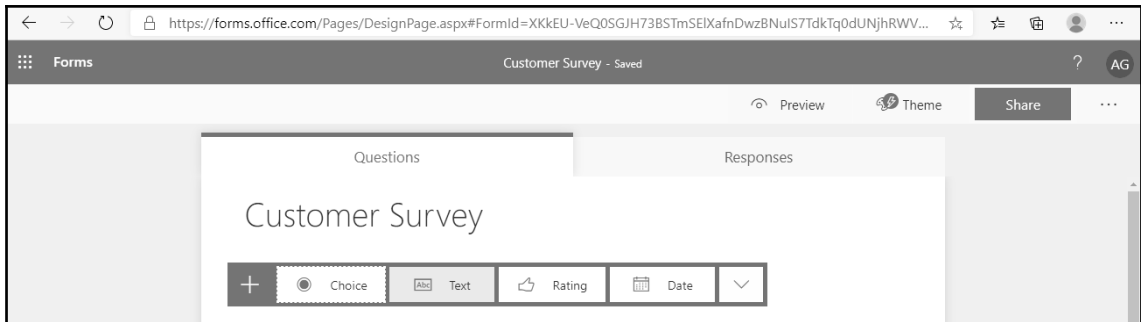 https://forms.office.com/Pages/DesignPage.aspx#FormId=XKkEU-VeQ0SGJH73BSTmSElXafnDwzBNuIS7TdkTq0dUNjhRWV...
Forms Customer Survey - Saved ? AG
Preview Theme Share ...
Questions Responses
Customer Survey
+ Choice Abc Text Rating Date